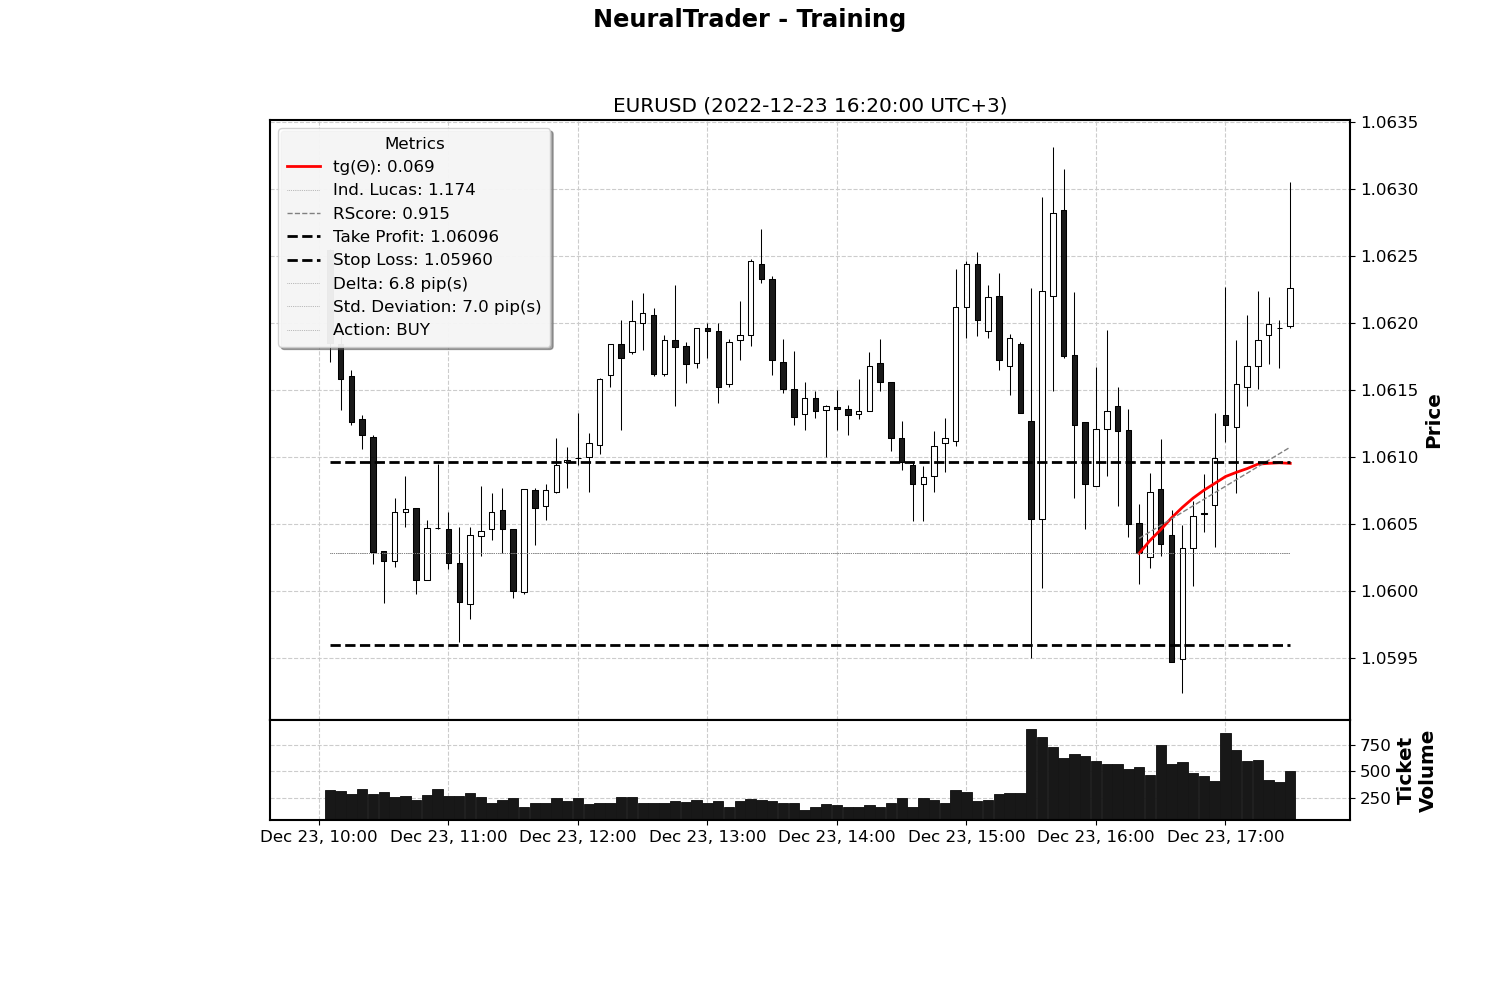 NeuralTrader - Training
EURUSD (2022-12-23 16:20:00 UTC+3)
Metrics
tg(Θ): 0.069
Ind. Lucas: 1.174
RScore: 0.915
Take Profit: 1.06096
Stop Loss: 1.05960
Delta: 6.8 pip(s)
Std. Deviation: 7.0 pip(s)
Action: BUY
1.0635
1.0630
1.0625
1.0620
1.0615
1.0610
1.0605
1.0600
1.0595
Price
750
500
250
Ticket
Volume
Dec 23, 10:00 Dec 23, 11:00 Dec 23, 12:00 Dec 23, 13:00 Dec 23, 14:00 Dec 23, 15:00 Dec 23, 16:00 Dec 23, 17:00